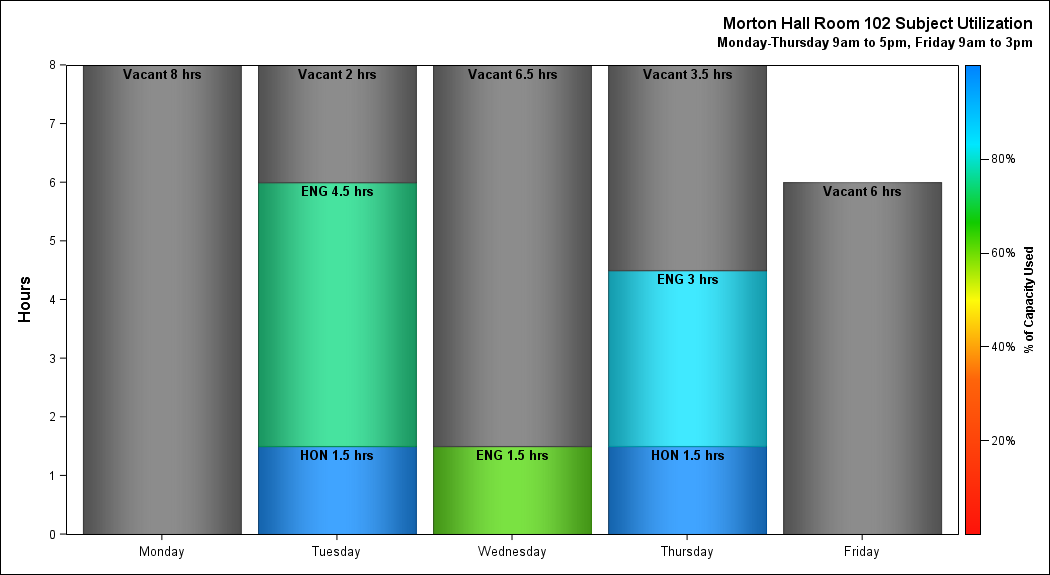 Morton Hall Room 102 Subject Utilization
Monday-Thursday 9am to 5pm, Friday 9am to 3pm
Hours
8
7
6
5
4
3
2
1
0
Vacant 8 hrs
Vacant 2 hrs
ENG 4.5 hrs
HON 1.5 hrs
Vacant 6.5 hrs
ENG 1.5 hrs
Vacant 3.5 hrs
ENG 3 hrs
HON 1.5 hrs
Vacant 6 hrs
Monday
Tuesday
Wednesday
Thursday
Friday
80%
60%
40%
20%
% of Capacity Used